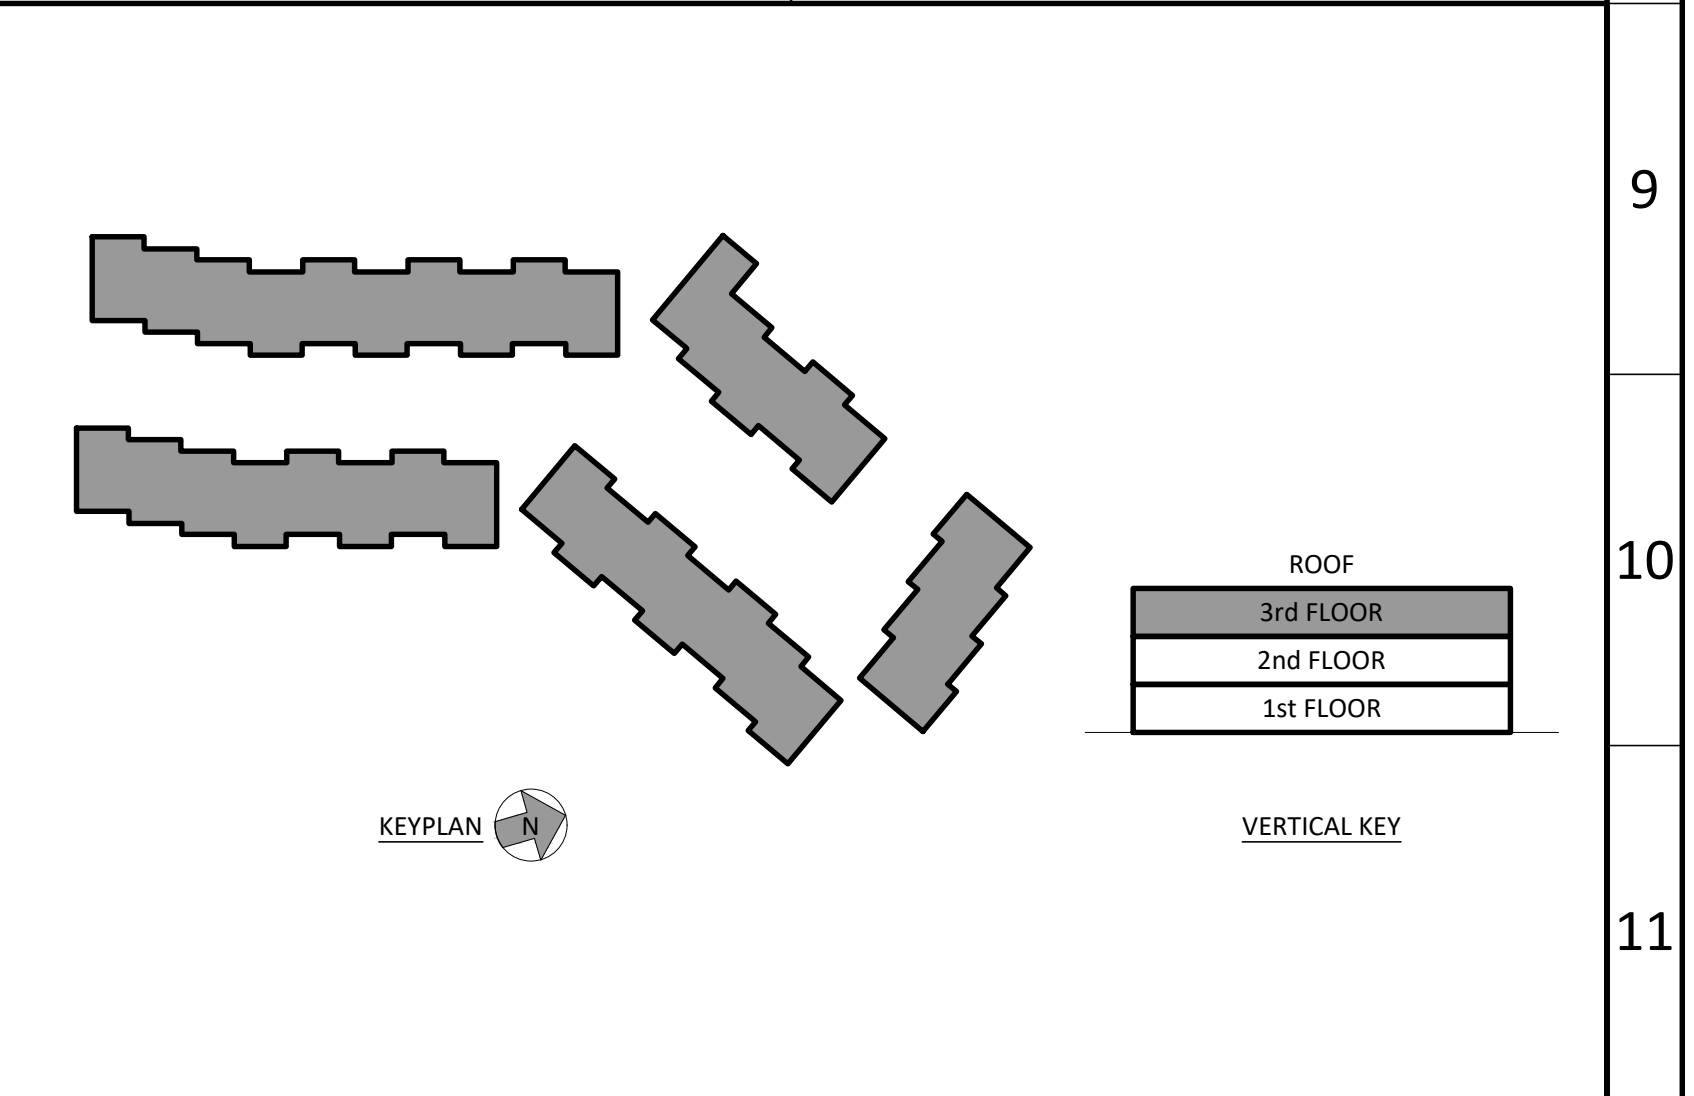 9
10
ROOF
3rd FLOOR
2nd FLOOR
1st FLOOR
KEYPLAN
N
VERTICAL KEY
11